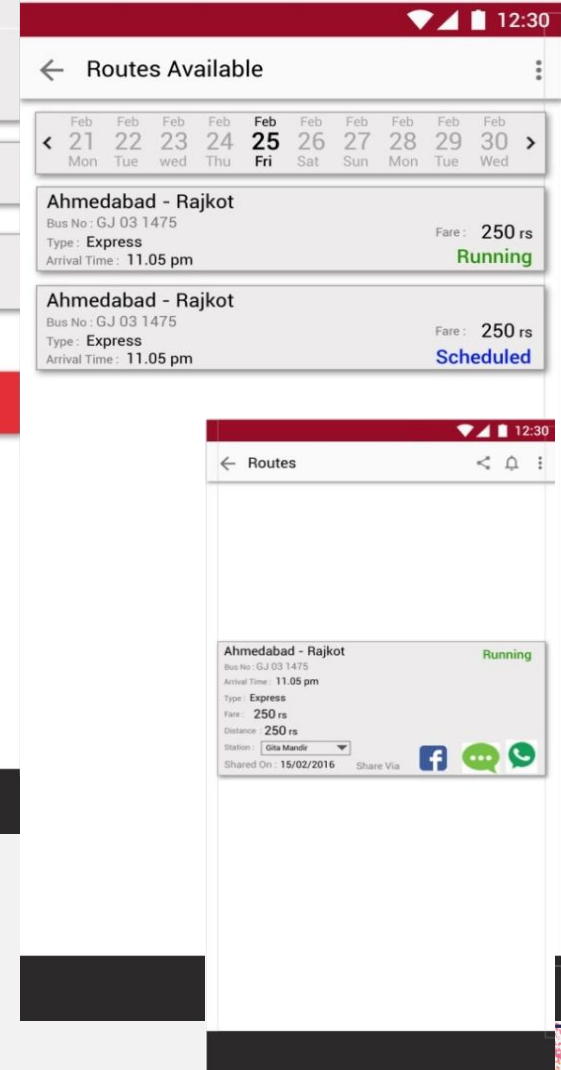 12:30
Routes Available
Feb Feb Feb Feb Feb Feb Feb Feb Feb Feb
< 21 22 23 24 25 26 27 28 29 30 >
Mon Tue wed Thu Fri Sat Sun Mon Tue Wed
Ahmedabad - Rajkot
Bus No : GJ 03 1475
Type : Express
Fare : 250 rs
Arrival Time : 11.05 pm
Running
Ahmedabad - Rajkot
Bus No : GJ 03 1475
Type : Express
Fare : 250 rs
Arrival Time : 11.05 pm
Scheduled
12:30
Routes
Ahmedabad - Rajkot
Running
Bus No : GJ 03 1475
Arrival Time : 11.05 pm
Type : Express
Fare : 250 rs
Distance : 250 rs
Station : Gita Mandir
Shared On : 15/02/2016 Share Via